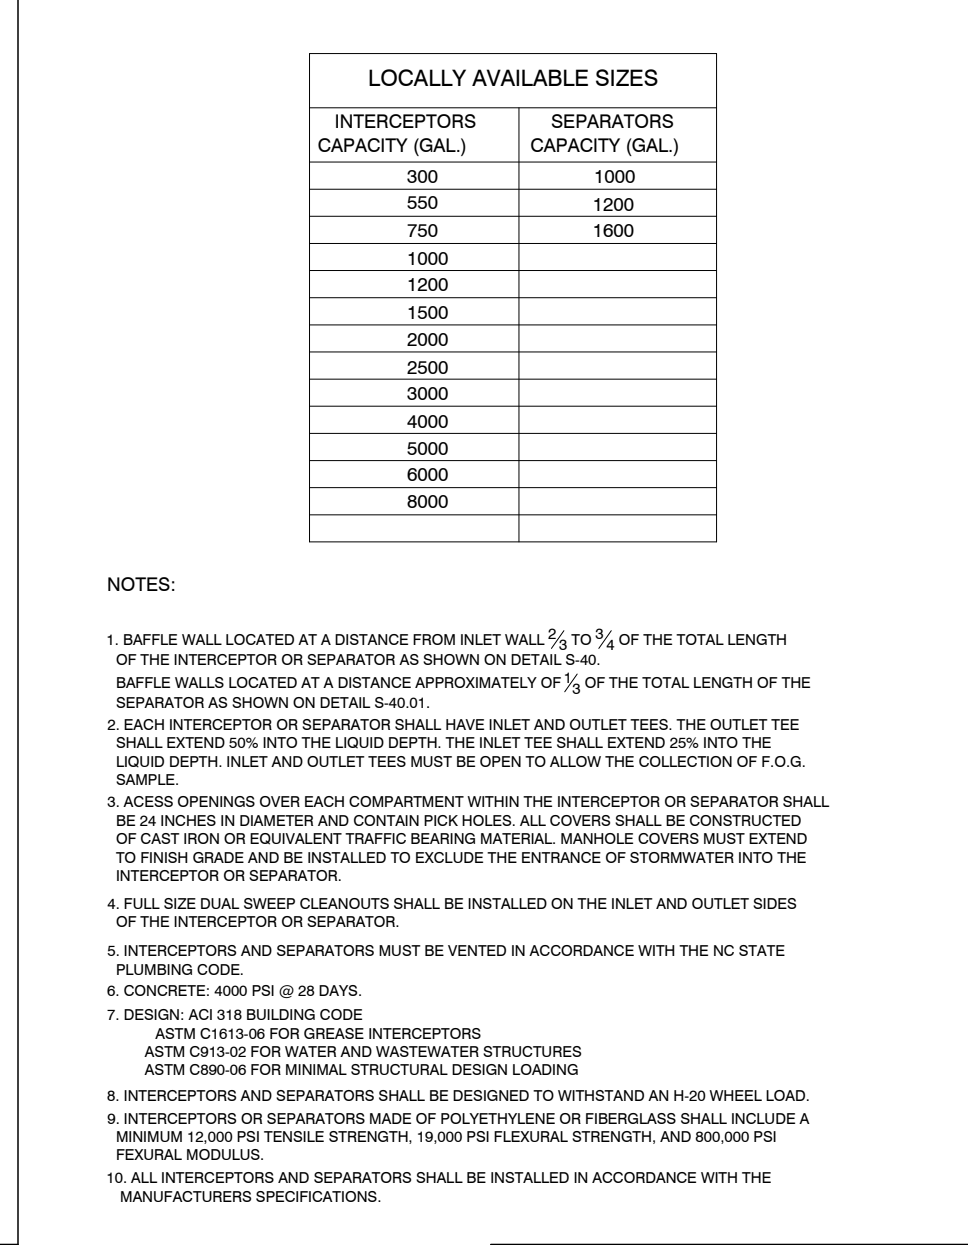 LOCALLY AVAILABLE SIZES
INTERCEPTORS SEPARATORS
CAPACITY (GAL.) CAPACITY (GAL.)
300 1000
550 1200
750 1600
1000
1200
1500
2000
2500
3000
4000
5000
6000
8000
NOTES:
1. BAFFLE WALL LOCATED AT A DISTANCE FROM INLET WALL 2/3 TO 3/4 OF THE TOTAL LENGTH
OF THE INTERCEPTOR OR SEPARATOR AS SHOWN ON DETAIL S-40.
BAFFLE WALLS LOCATED AT A DISTANCE APPROXIMATELY OF 1/3 OF THE TOTAL LENGTH OF THE
SEPARATOR AS SHOWN ON DETAIL S-40.01.
2. EACH INTERCEPTOR OR SEPARATOR SHALL HAVE INLET AND OUTLET TEES. THE OUTLET TEE
SHALL EXTEND 50% INTO THE LIQUID DEPTH. THE INLET TEE SHALL EXTEND 25% INTO THE
LIQUID DEPTH. INLET AND OUTLET TEES MUST BE OPEN TO ALLOW THE COLLECTION OF F.O.G.
SAMPLE.
3. ACESS OPENINGS OVER EACH COMPARTMENT WITHIN THE INTERCEPTOR OR SEPARATOR SHALL
BE 24 INCHES IN DIAMETER AND CONTAIN PICK HOLES. ALL COVERS SHALL BE CONSTRUCTED
OF CAST IRON OR EQUIVALENT TRAFFIC BEARING MATERIAL. MANHOLE COVERS MUST EXTEND
TO FINISH GRADE AND BE INSTALLED TO EXCLUDE THE ENTRANCE OF STORMWATER INTO THE
INTERCEPTOR OR SEPARATOR.
4. FULL SIZE DUAL SWEEP CLEANOUTS SHALL BE INSTALLED ON THE INLET AND OUTLET SIDES
OF THE INTERCEPTOR OR SEPARATOR.
5. INTERCEPTORS AND SEPARATORS MUST BE VENTED IN ACCORDANCE WITH THE NC STATE
PLUMBING CODE.
6. CONCRETE: 4000 PSI @ 28 DAYS.
7. DESIGN: ACI 318 BUILDING CODE
ASTM C1613-06 FOR GREASE INTERCEPTORS
ASTM C913-02 FOR WATER AND WASTEWATER STRUCTURES
ASTM C890-06 FOR MINIMAL STRUCTURAL DESIGN LOADING
8. INTERCEPTORS AND SEPARATORS SHALL BE DESIGNED TO WITHSTAND AN H-20 WHEEL LOAD.
9. INTERCEPTORS OR SEPARATORS MADE OF POLYETHYLENE OR FIBERGLASS SHALL INCLUDE A
MINIMUM 12,000 PSI TENSILE STRENGTH, 19,000 PSI FLEXURAL STRENGTH, AND 800,000 PSI
FEXURAL MODULUS.
10. ALL INTERCEPTORS AND SEPARATORS SHALL BE INSTALLED IN ACCORDANCE WITH THE
MANUFACTURERS SPECIFICATIONS.